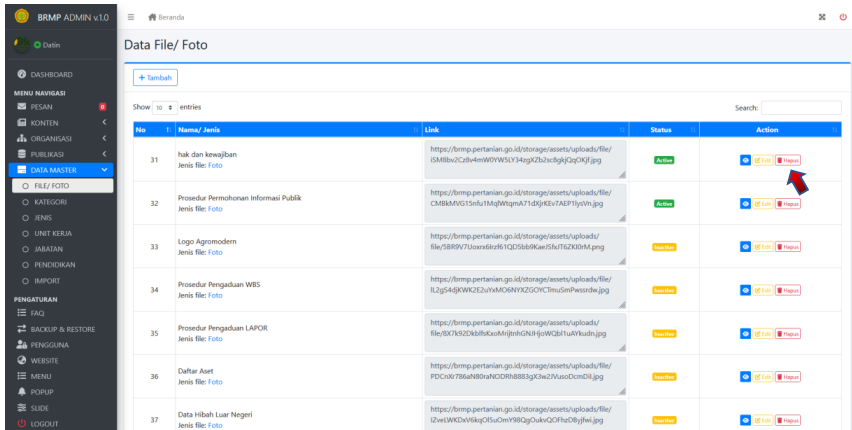 BRMP ADMIN v.1.0
Beranda
Datin
Data File/ Foto
DASHBOARD
+ Tambah
MENU NAVIGASI
PESAN
KONTEN
ORGANISASI
PUBLIKASI
DATA MASTER
FILE/ FOTO
KATEGORI
JENIS
UNIT KERJA
JABATAN
PENDIDIKAN
IMPORT
PENGATURAN
FAQ
BACKUP & RESTORE
PENGGUNA
WEBSITE
MENU
POPUP
SLIDE
LOGOUT
Show 10 entries
Search:
No Nama/ Jenis Link Status Action
31
hak dan kewajiban
Jenis file: Foto
https://brmp.pertanian.go.id/storage/assets/uploads/file/
Active
Edit Hapus
32
Prosedur Permohonan Informasi Publik
Jenis file: Foto
https://brmp.pertanian.go.id/storage/assets/uploads/file/
Active
Edit Hapus
33
Logo Agromodern
Jenis file: Foto
https://brmp.pertanian.go.id/storage/assets/uploads/
Inactive
Edit Hapus
34
Prosedur Pengaduan WBS
Jenis file: Foto
https://brmp.pertanian.go.id/storage/assets/uploads/file/
Inactive
Edit Hapus
35
Prosedur Pengaduan LAPOR
Jenis file: Foto
https://brmp.pertanian.go.id/storage/assets/uploads/
Inactive
Edit Hapus
36
Daftar Aset
Jenis file: Foto
https://brmp.pertanian.go.id/storage/assets/uploads/file/
Inactive
Edit Hapus
37
Data Hibah Luar Negeri
Jenis file: Foto
https://brmp.pertanian.go.id/storage/assets/uploads/file/
Inactive
Edit Hapus